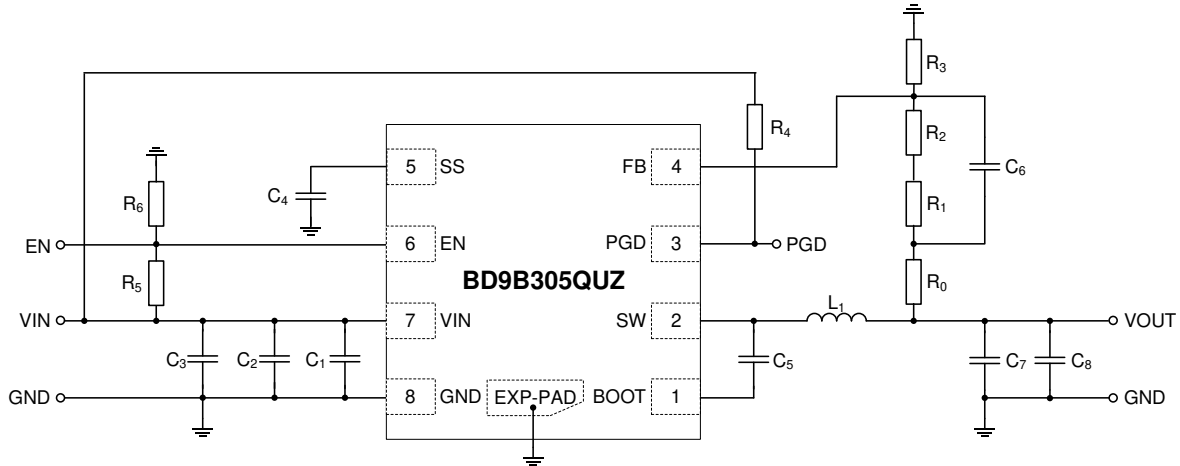 R3
R4
R2
5 SS
FB 4
C6
C4
R6
R1
EN
6 EN
PGD 3
PGD
R5
BD9B305QUZ
R0
L1
VIN
7 VIN
SW 2
VOUT
C3
C2
C1
C5
C7
C8
GND
8 GND
EXP-PAD
BOOT 1
GND